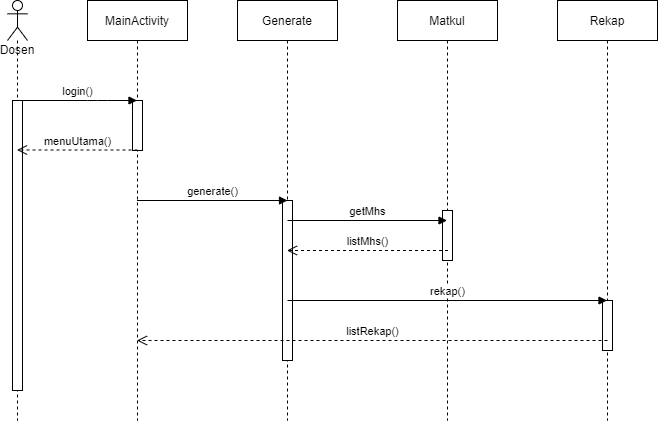 Dosen
MainActivity
Generate
Matkul
Rekap
login()
menuUtama()
generate()
getMhs
listMhs()
rekap()
listRekap()